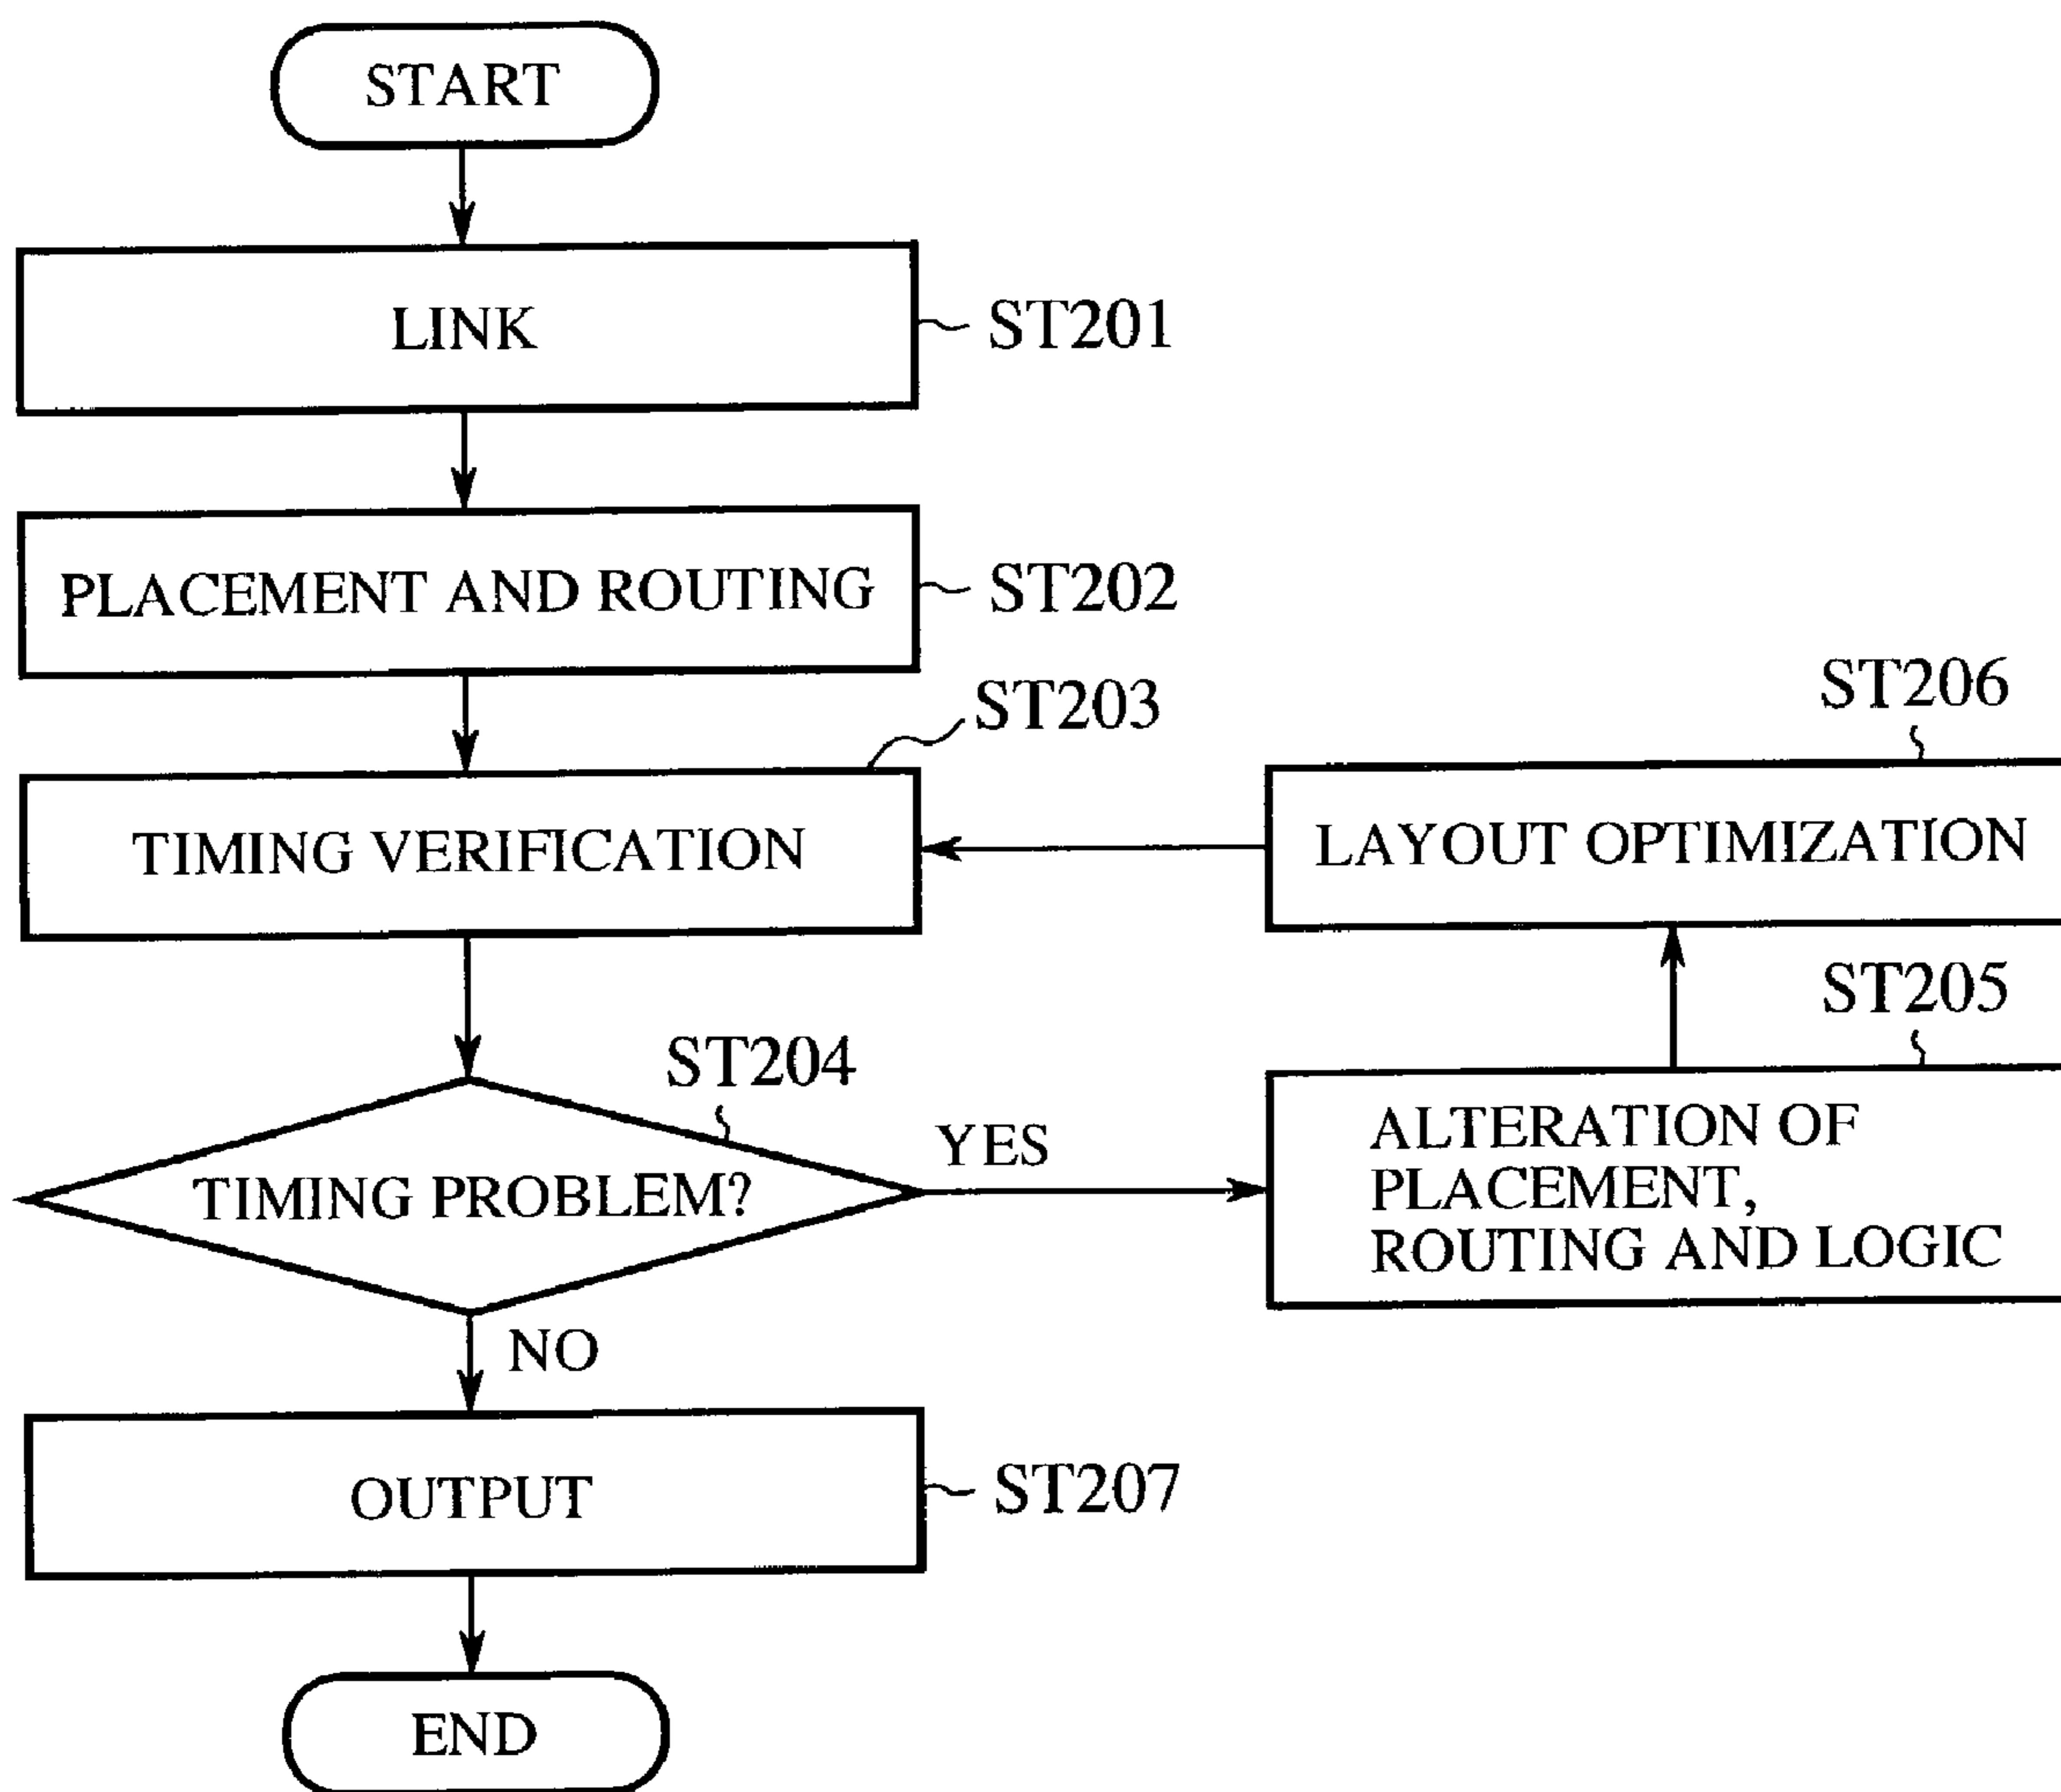 START
LINK
ST201
PLACEMENT AND ROUTING
ST202
ST203
TIMING VERIFICATION
ST206
LAYOUT OPTIMIZATION
ST204
TIMING PROBLEM?
YES
ST205
ALTERATION OF
PLACEMENT,
ROUTING AND LOGIC
NO
OUTPUT
ST207
END